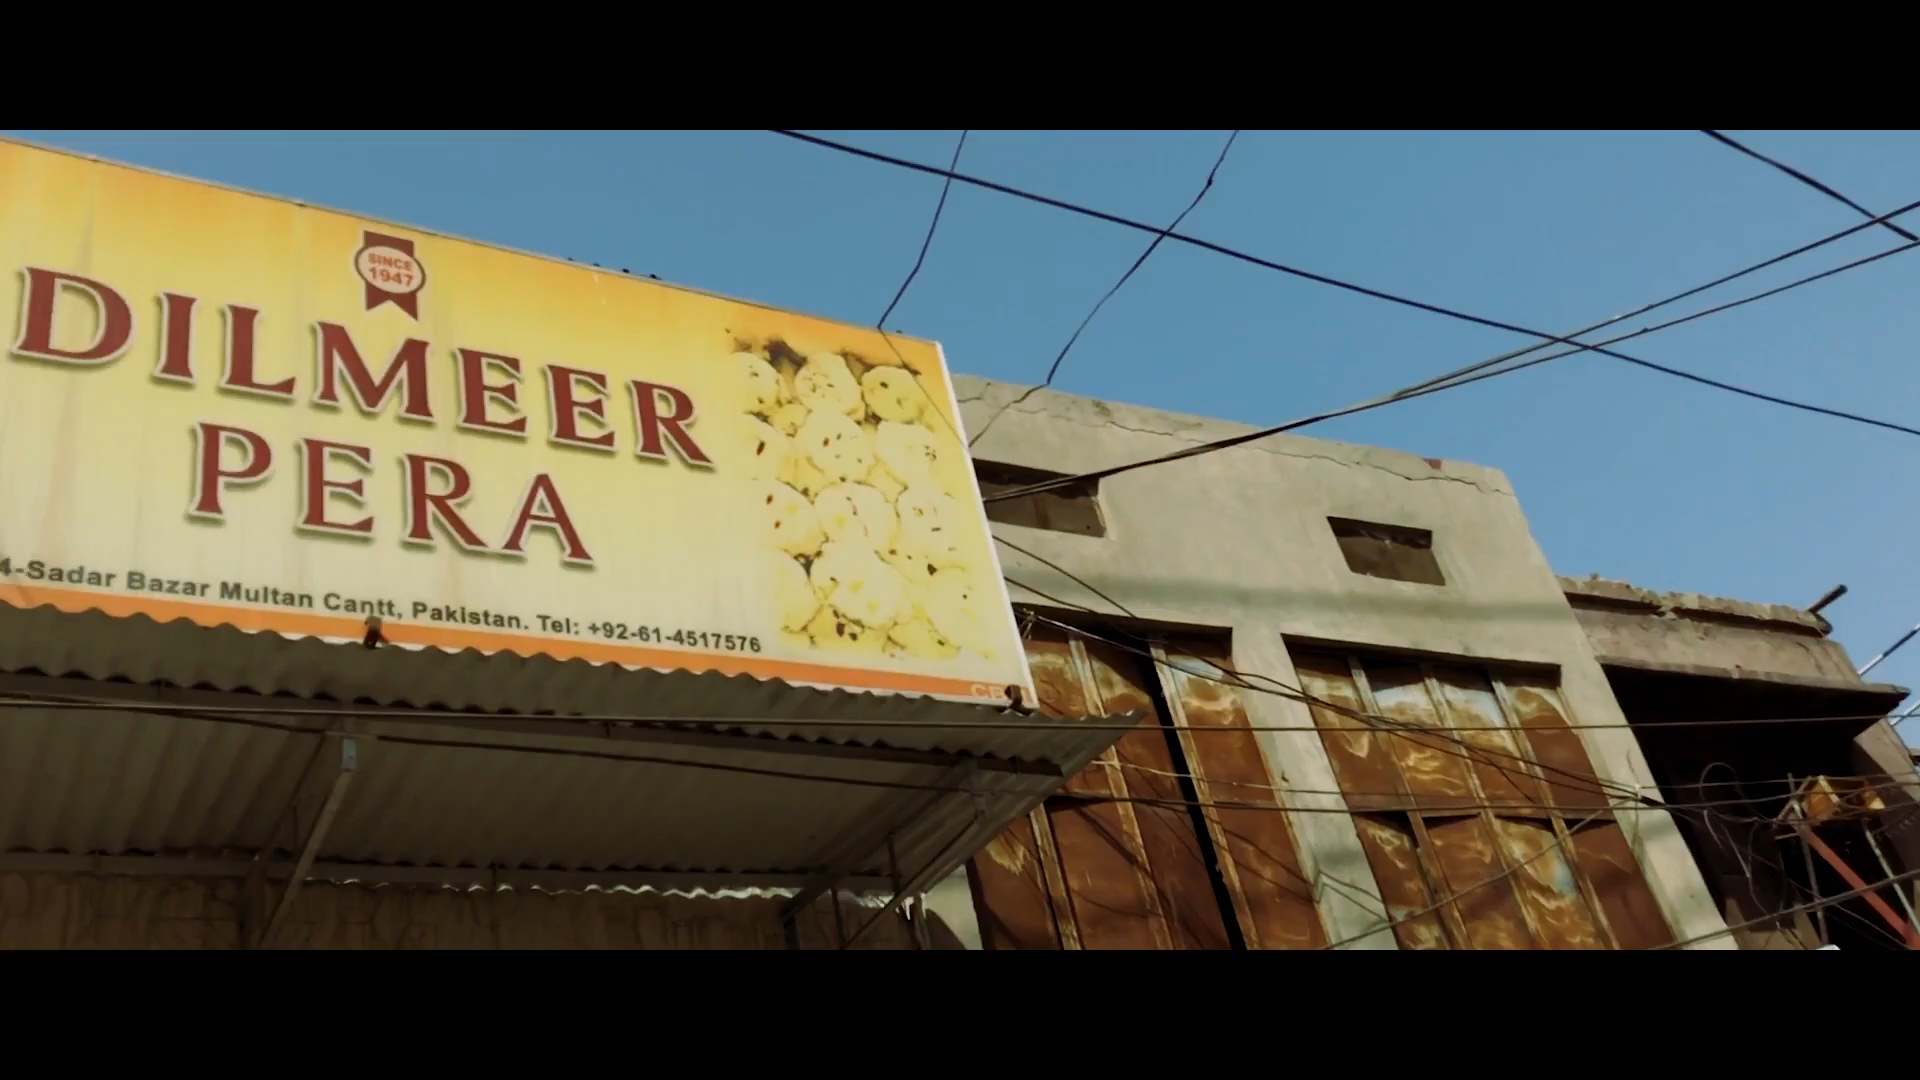 SINCE
1947
DILMEER
PERA
4-Sadar Bazar Multan Cantt, Pakistan. Tel: +92-61-4517576